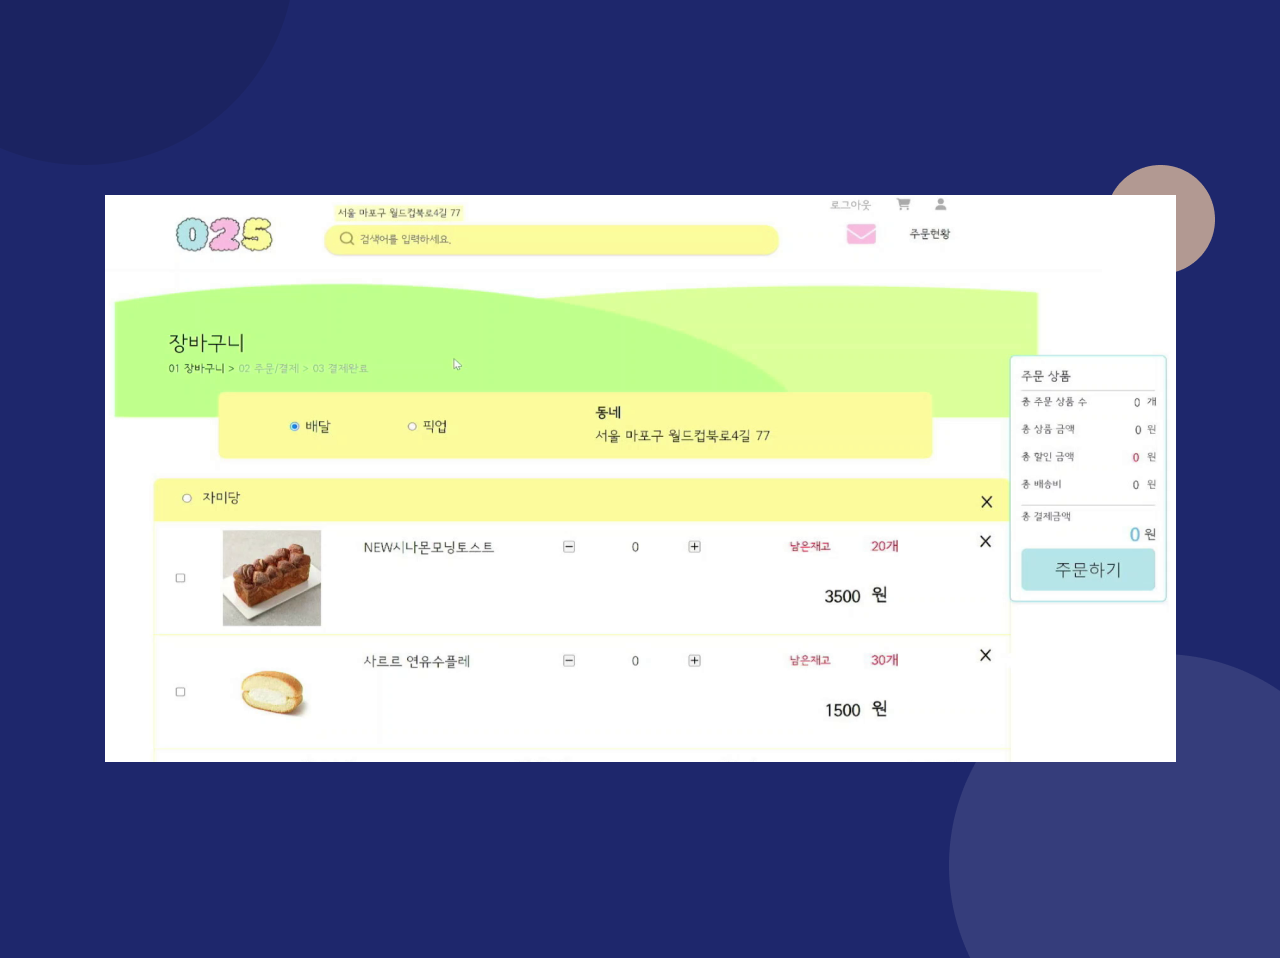 로그아웃
서울 마포구 월드컵북로4길 77
025
검색어를 입력하세요.
주문현황
장바구니
01 장바구니 > 02 주문/결제 > 03 결제완료
배달
픽업
동네
서울 마포구 월드컵북로4길 77
자미당
X
NEW시나몬모닝토스트
0
남은재고 20개
X
3500 원
사르르 연유수플레
0
남은재고 30개
X
1500 원
주문 상품
총 주문 상품 수 0 개
총 상품 금액 0 원
총 할인 금액 0 원
총 배송비 0 원
총 결제금액
0 원
주문하기